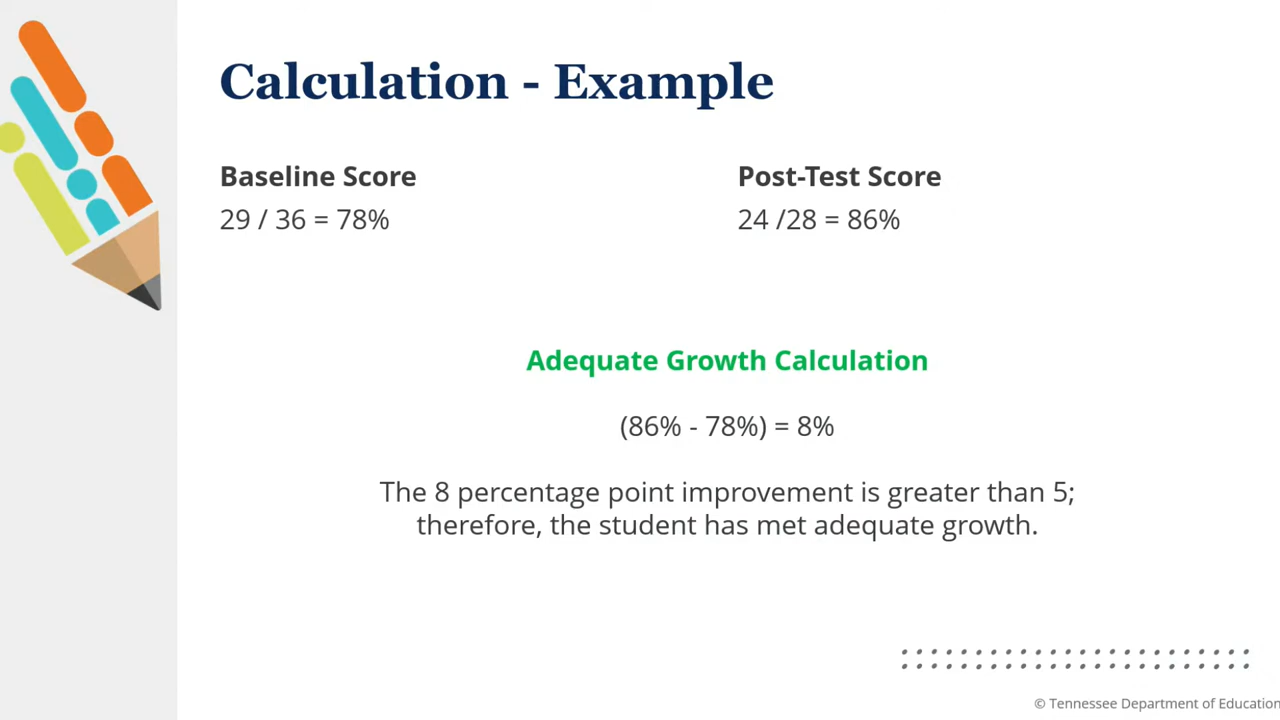 Calculation - Example
Baseline Score
29 / 36 = 78%
Post-Test Score
24 /28 = 86%
Adequate Growth Calculation
(86% - 78%) = 8%
The 8 percentage point improvement is greater than 5;
therefore, the student has met adequate growth.
© Tennessee Department of Education